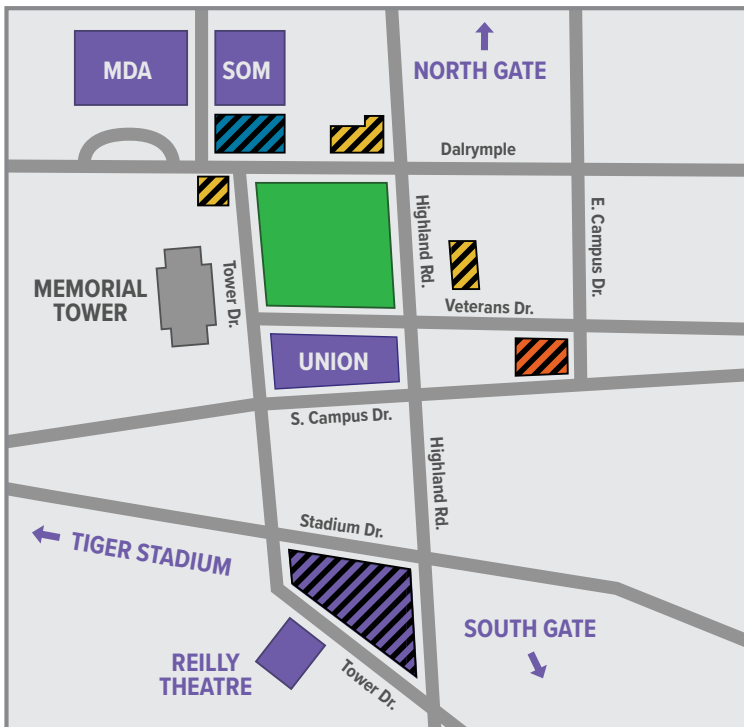 MDA
SOM
NORTH GATE
Dalrymple
Highland Rd.
E. Campus Dr.
MEMORIAL
TOWER
Tower Dr.
Veterans Dr.
UNION
S. Campus Dr.
Highland Rd.
Stadium Dr.
TIGER STADIUM
SOUTH GATE
REILLY
THEATRE
Tower Dr.